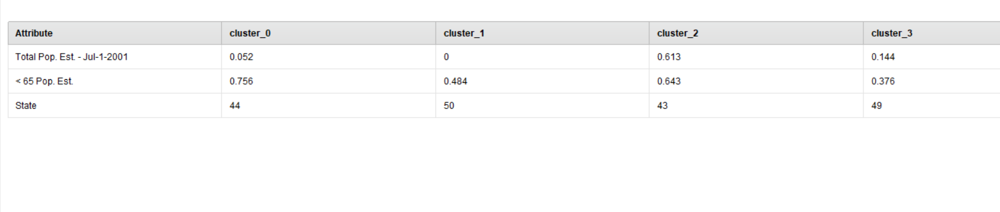 Attribute cluster_0 cluster_1 cluster_2 cluster_3
Total Pop. Est. - Jul-1-2001 0.052 0 0.613 0.144
< 65 Pop. Est. 0.756 0.484 0.643 0.376
State 44 50 43 49